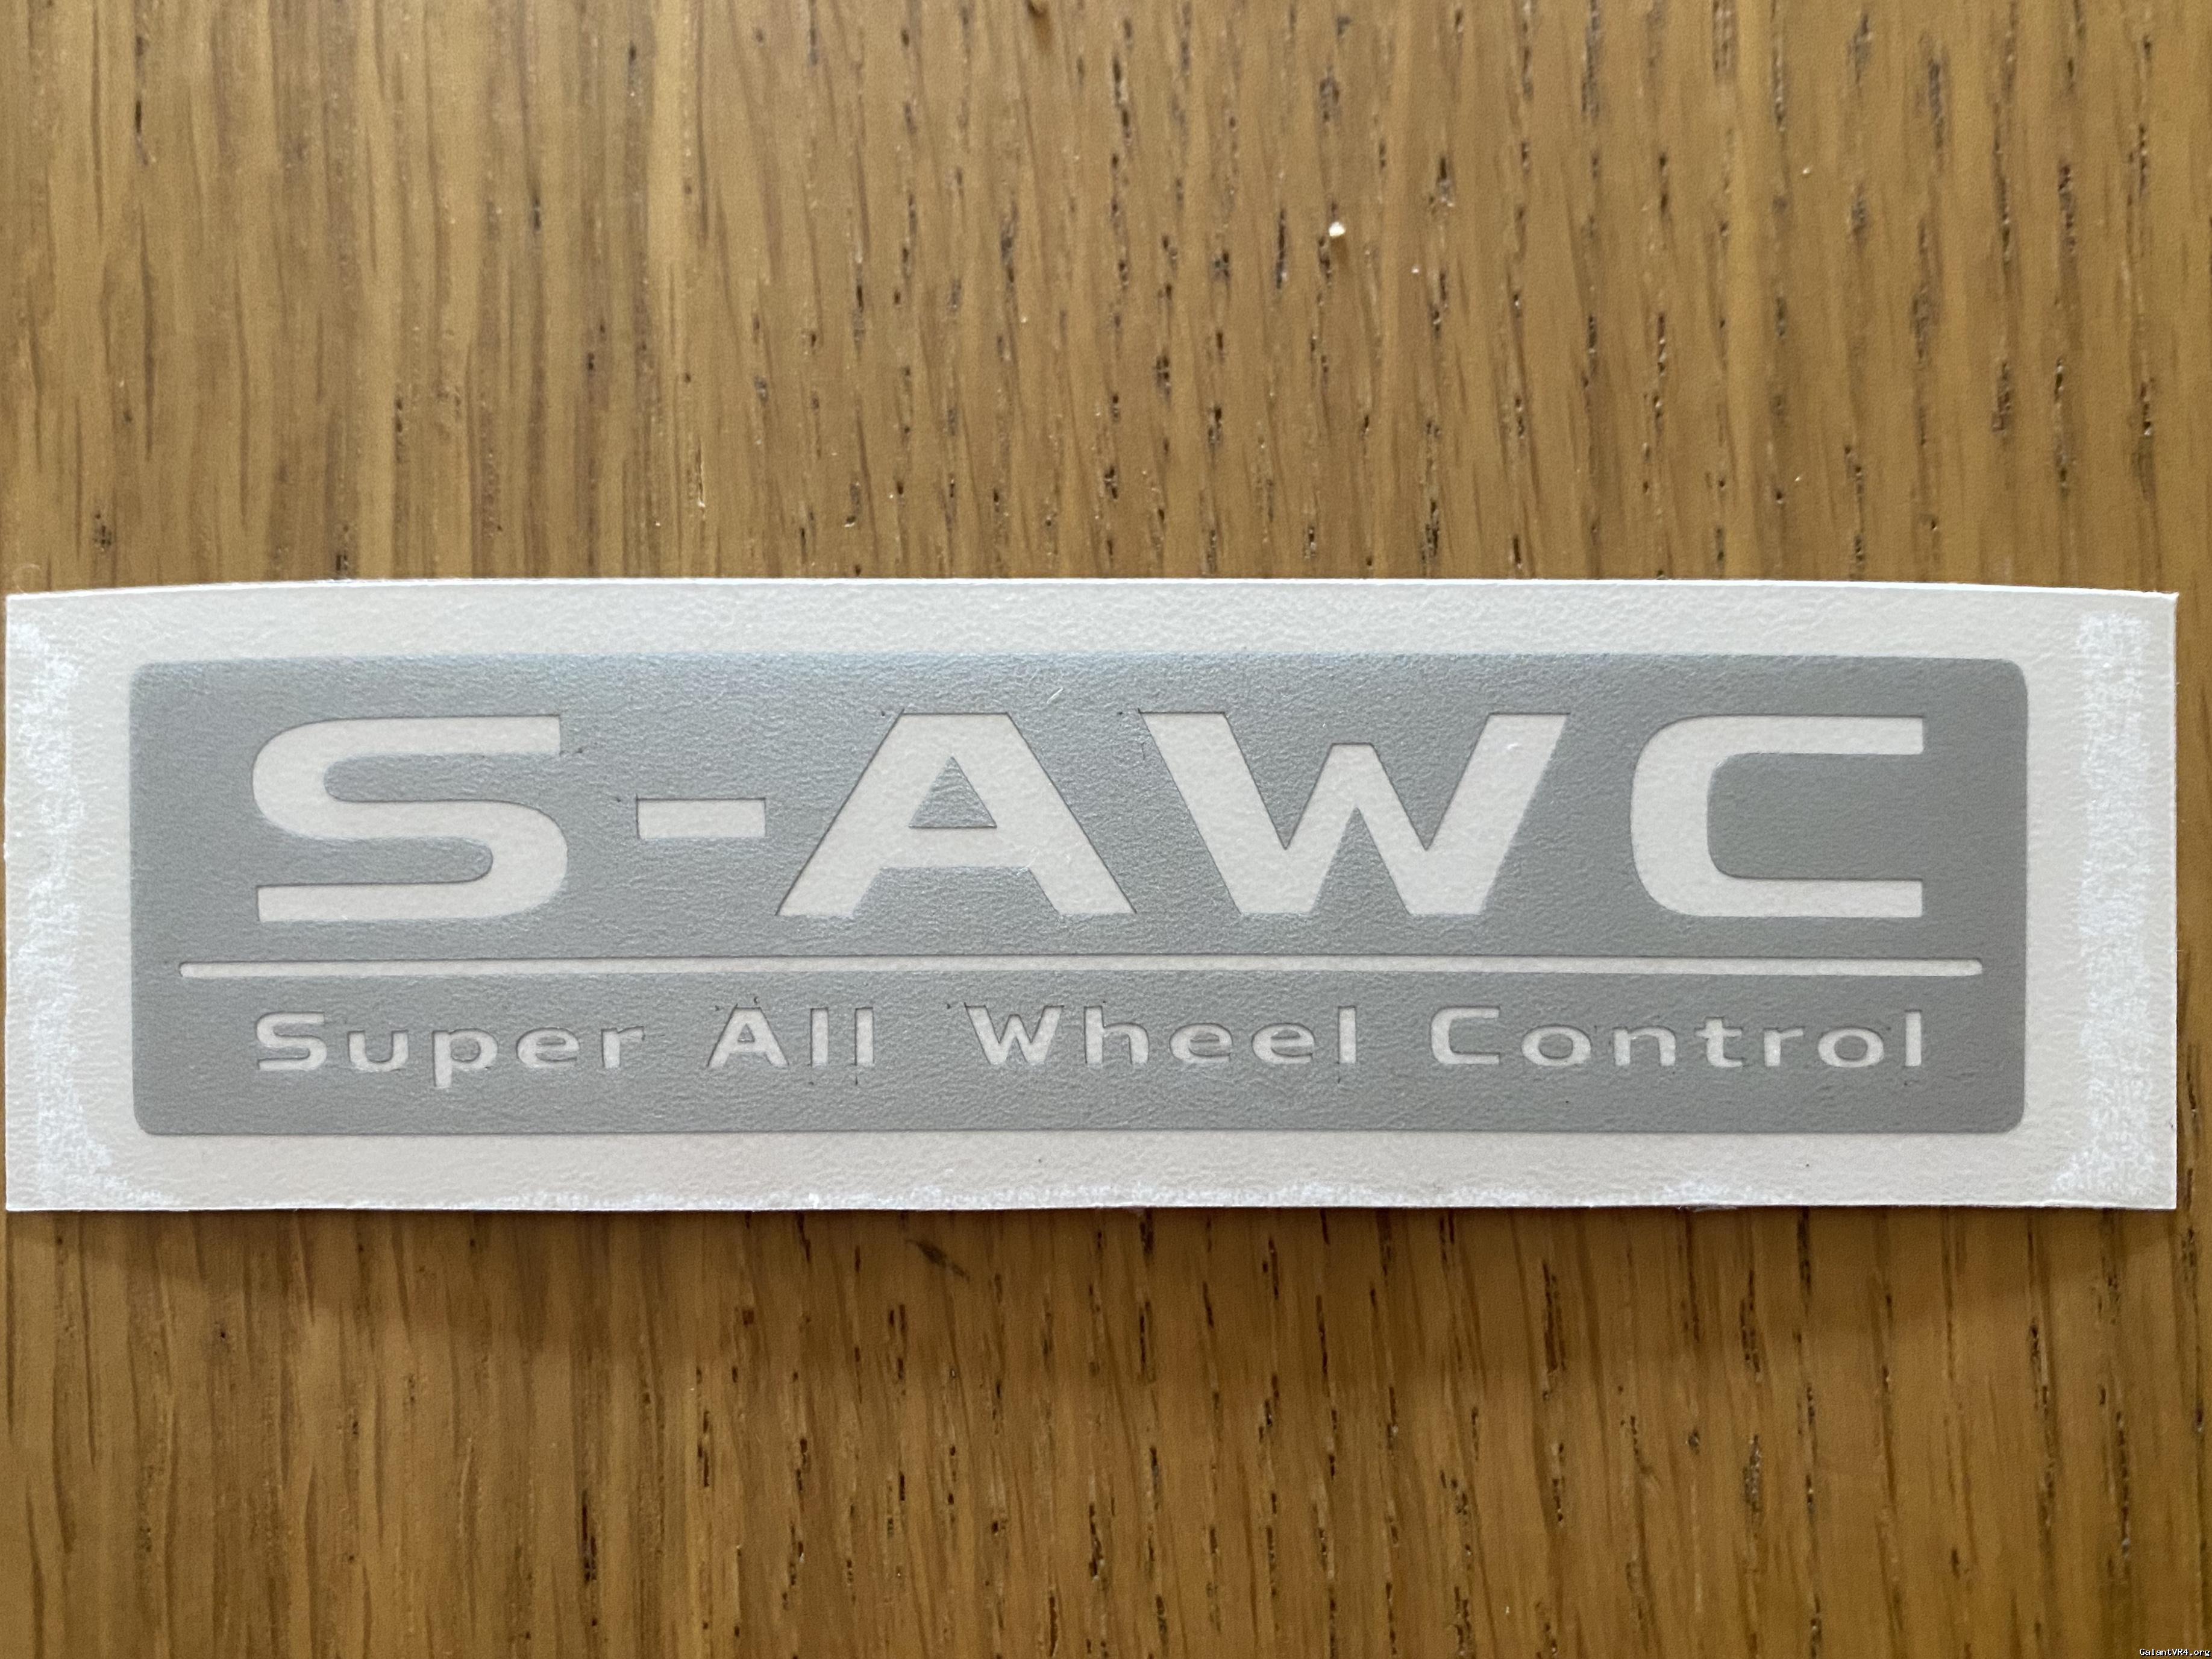 S-AWC
Super All Wheel Control
GalantVR4.org